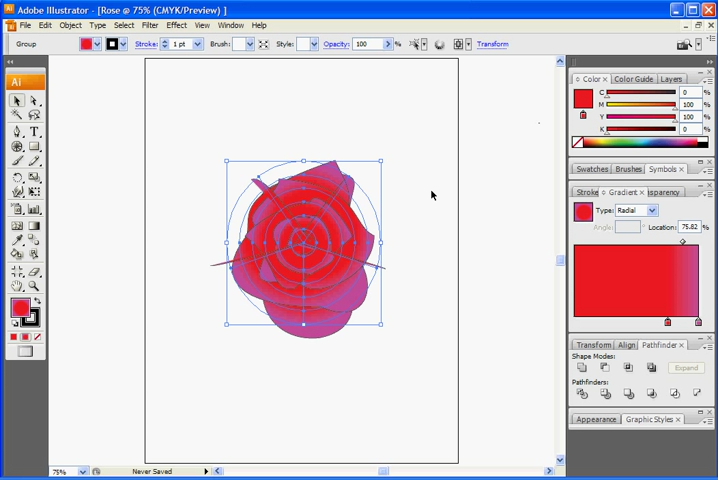 Adobe Illustrator - [Rose @ 75% (CMYK/Preview) ]
File Edit Object Type Select Filter Effect View Window Help
Group Stroke: 1 pt Brush: Style: Opacity: 100 % Transform
Ai
Color Color Guide Layers
C 0 %
M 100 %
Y 100 %
K 0 %
Swatches Brushes Symbols
Stroke Gradient sparency
Type: Radial
Angle: Location: 75.82 %
Transform Align Pathfinder
Shape Modes:
Expand
Pathfinders:
Appearance Graphic Styles
75% Never Saved